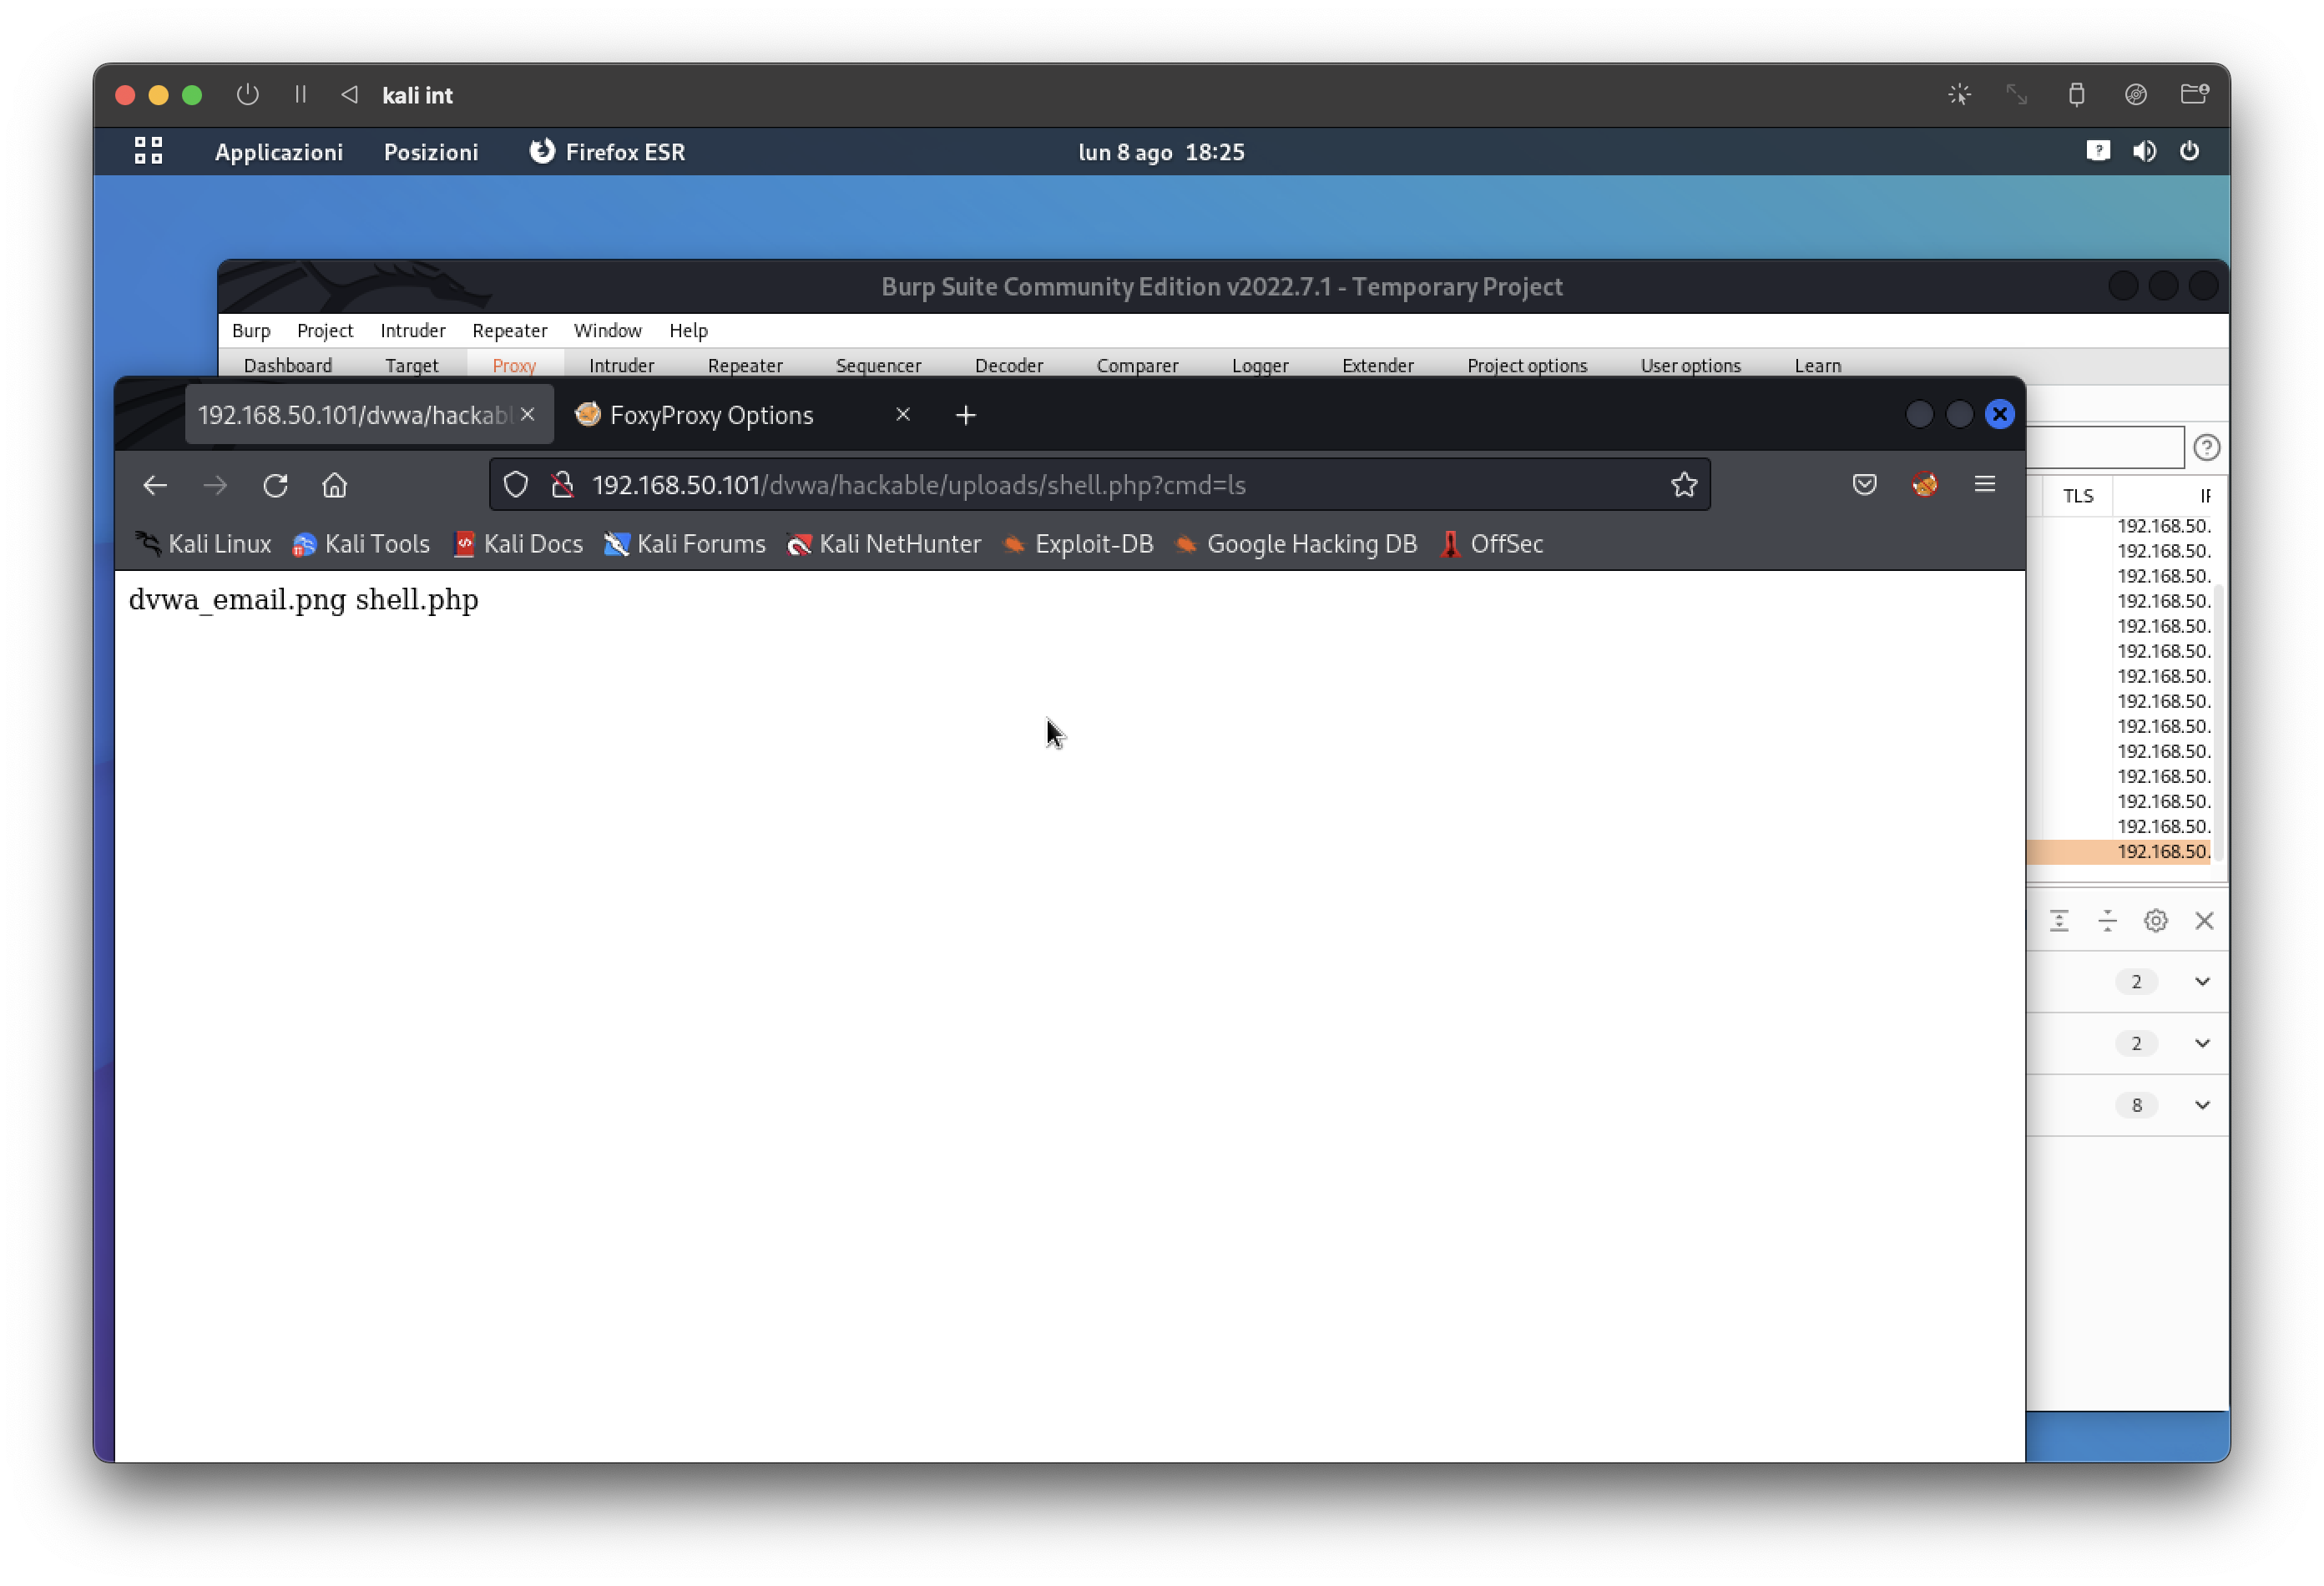 kali int
Applicazioni Posizioni Firefox ESR lun 8 ago 18:25
Burp Suite Community Edition v2022.7.1 - Temporary Project
Burp Project Intruder Repeater Window Help
Dashboard Target Proxy Intruder Repeater Sequencer Decoder Comparer Logger Extender Project options User options Learn
192.168.50.101/dvwa/hackabl FoxyProxy Options
192.168.50.101/dvwa/hackable/uploads/shell.php?cmd=ls
Kali Linux Kali Tools Kali Docs Kali Forums Kali NetHunter Exploit-DB Google Hacking DB OffSec
dvwa_email.png shell.php
TLS
192.168.50.
192.168.50.
192.168.50.
192.168.50.
192.168.50.
192.168.50.
192.168.50.
192.168.50.
192.168.50.
192.168.50.
192.168.50.
192.168.50.
192.168.50.
192.168.50.
2
2
8